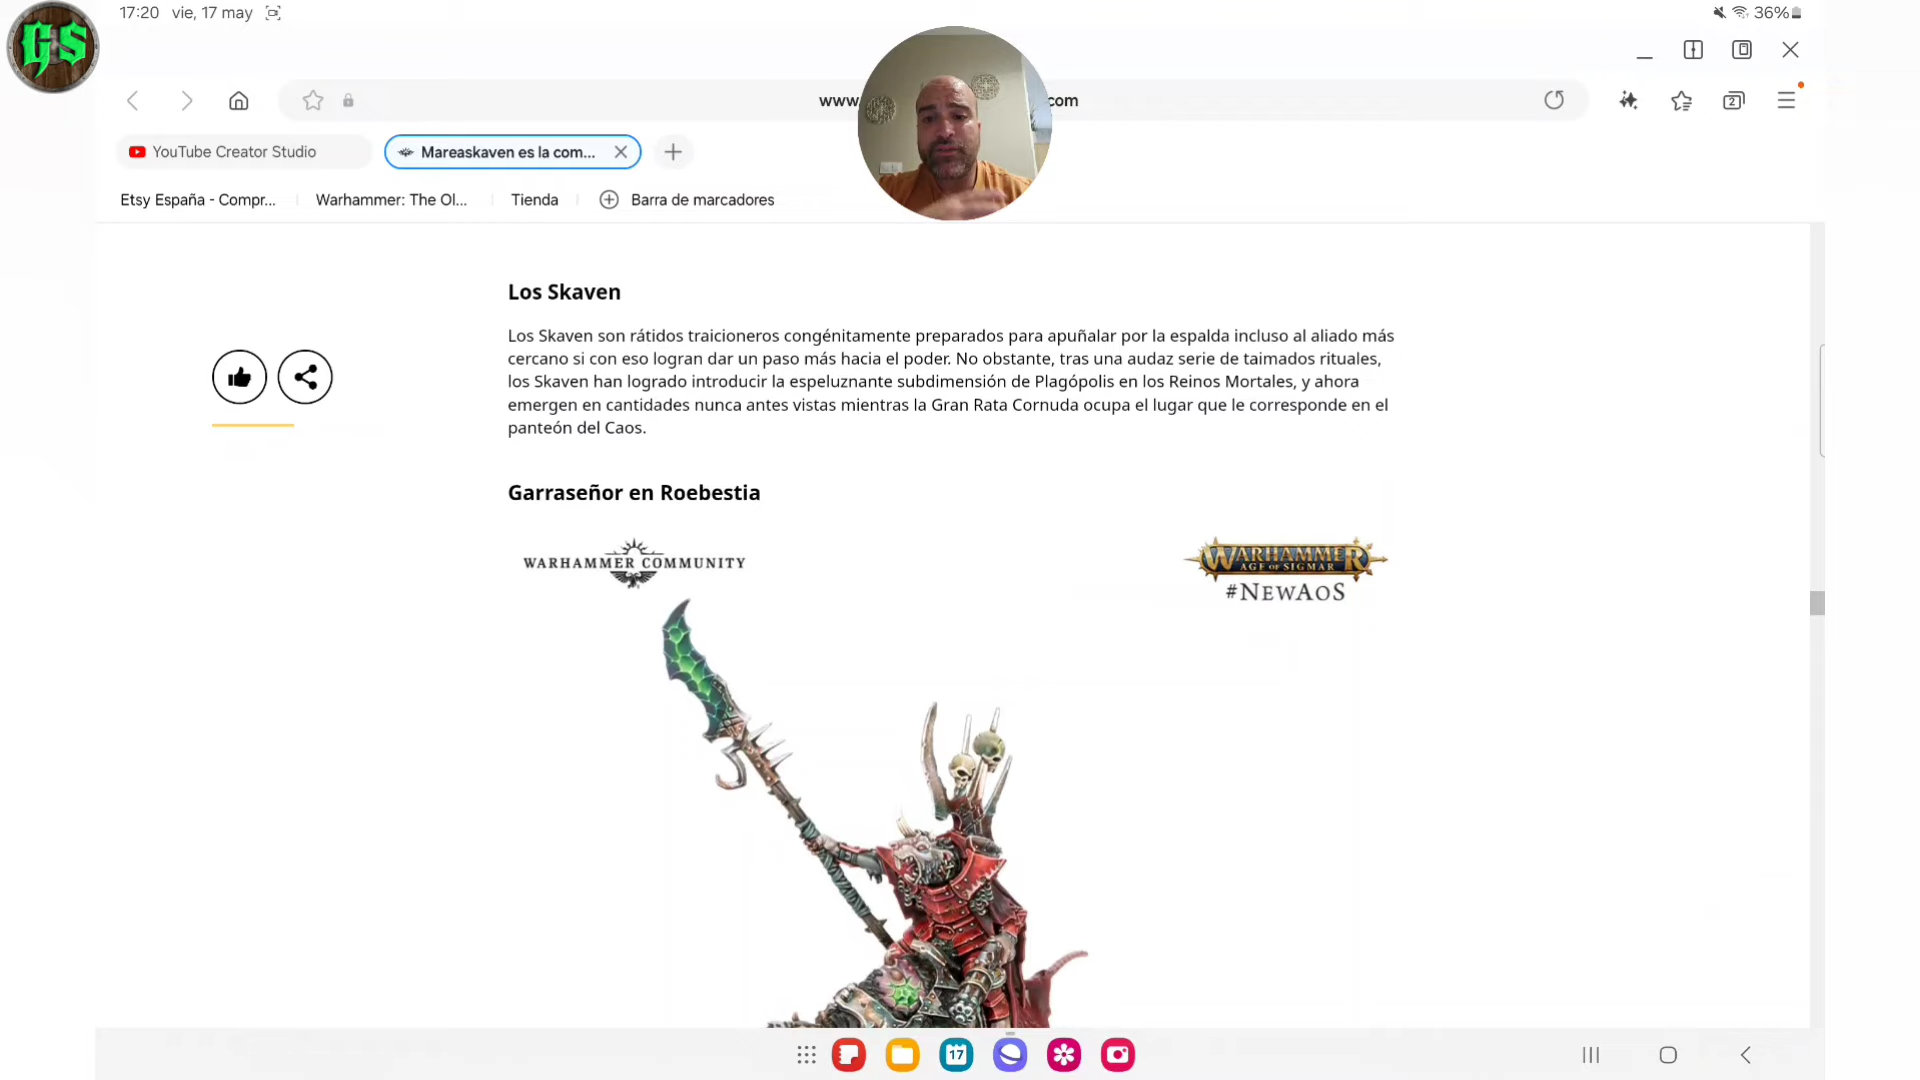 GS
17:20 vie, 17 may
36%
www.
com
2
YouTube Creator Studio
Mareaskaven es la com...
Etsy España - Compr...
Warhammer: The Ol...
Tienda
Barra de marcadores
Los Skaven
Los Skaven son rátidos traicioneros congénitamente preparados para apuñalar por la espalda incluso al aliado más
cercano si con eso logran dar un paso más hacia el poder. No obstante, tras una audaz serie de taimados rituales,
los Skaven han logrado introducir la espeluznante subdimensión de Plagópolis en los Reinos Mortales, y ahora
emergen en cantidades nunca antes vistas mientras la Gran Rata Cornuda ocupa el lugar que le corresponde en el
panteón del Caos.
Garraseñor en Roebestia
WARHAMMER COMMUNITY
WARHAMMER
AGE OF SIGMAR
#NEWAOS
17